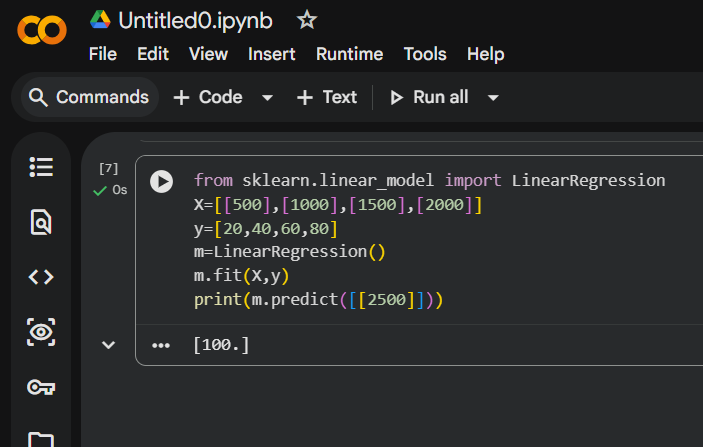 Untitled0.ipynb
File Edit View Insert Runtime Tools Help
Commands + Code + Text Run all
[7]
0s
from sklearn.linear_model import LinearRegression
X=[[500],[1000],[1500],[2000]]
y=[20,40,60,80]
m=LinearRegression()
m.fit(X,y)
print(m.predict([[2500]]))
[100.]